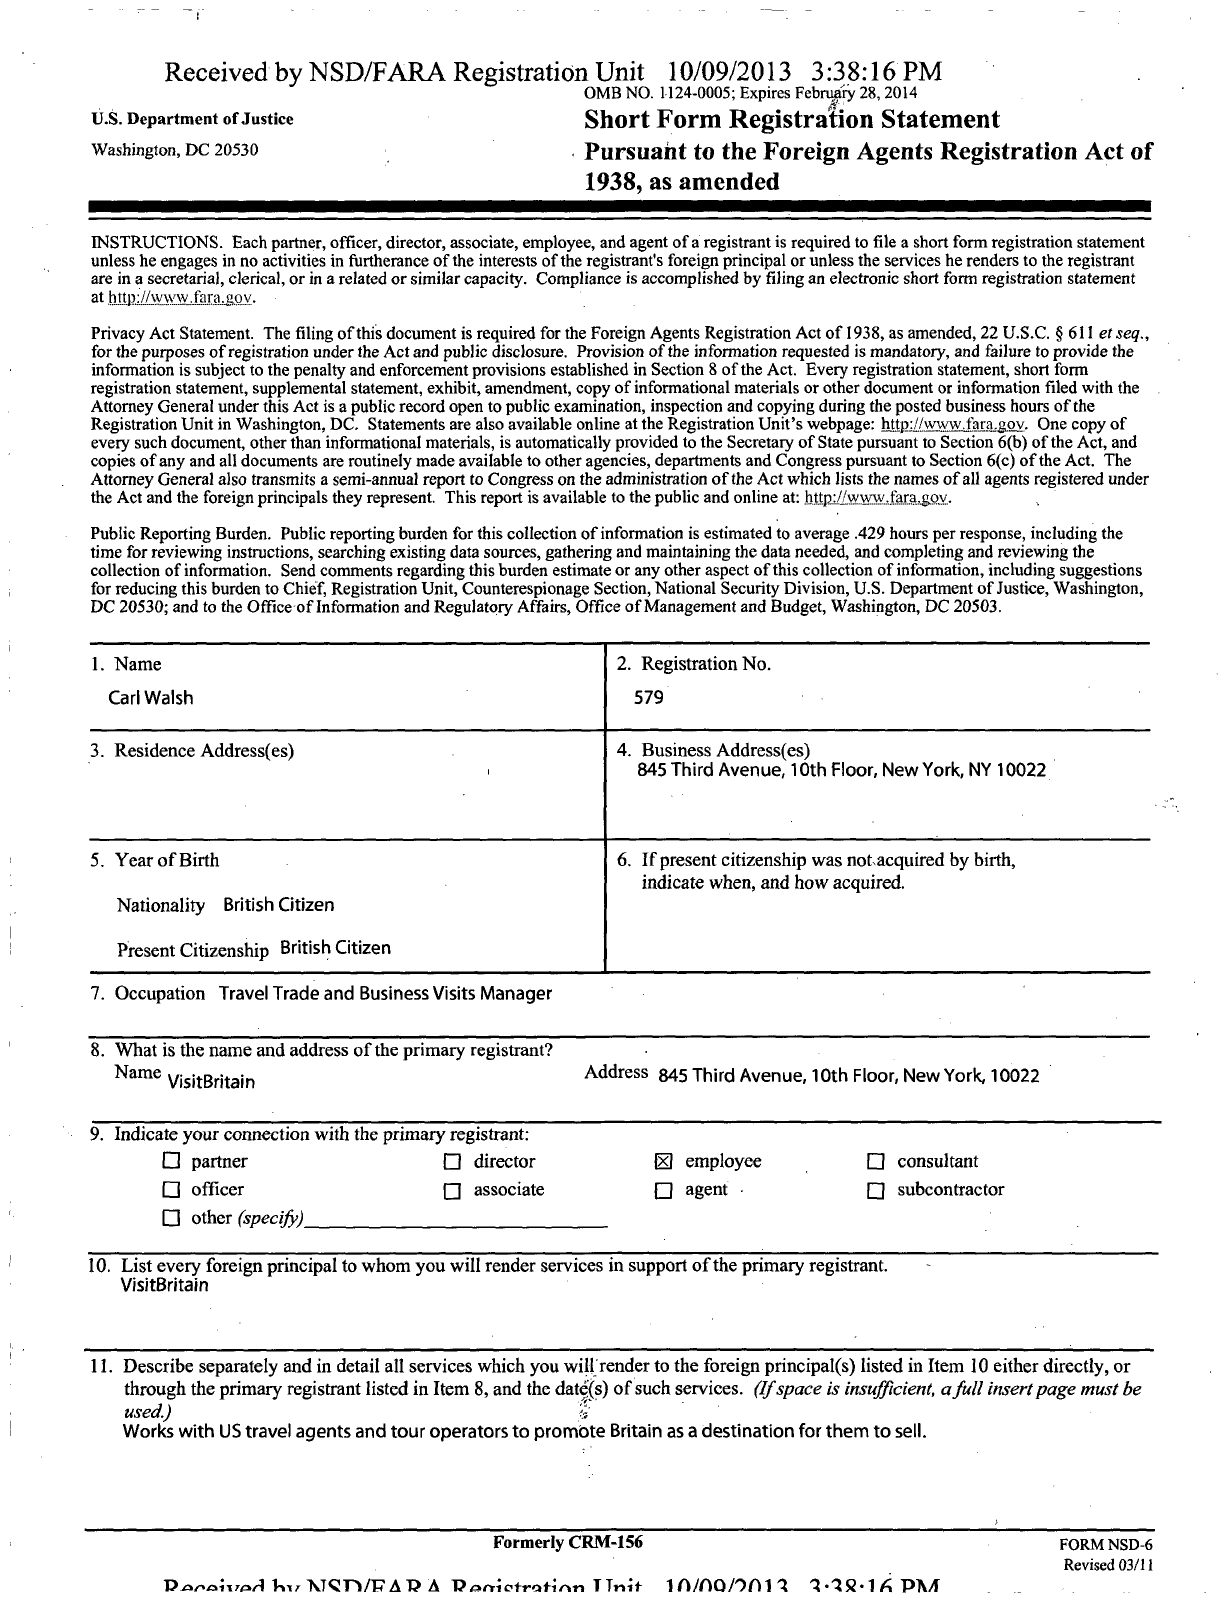 Received by NSD/FARA Registration Unit 10/09/2013 3:38:16 PM
OMB NO. 1124-0005; Expires February 28, 2014
U.S. Department of Justice
Washington, DC 20530
Short Form Registration Statement
Pursuant to the Foreign Agents Registration Act of
1938, as amended
INSTRUCTIONS. Each partner, officer, director, associate, employee, and agent of a registrant is required to file a short form registration statement
unless he engages in no activities in furtherance of the interests of the registrant's foreign principal or unless the services he renders to the registrant
are in a secretarial, clerical, or in a related or similar capacity. Compliance is accomplished by filing an electronic short form registration statement
at http://www.fara.gov.
Privacy Act Statement. The filing of this document is required for the Foreign Agents Registration Act of 1938, as amended, 22 U.S.C. § 611 et seq.,
for the purposes of registration under the Act and public disclosure. Provision of the information requested is mandatory, and failure to provide the
information is subject to the penalty and enforcement provisions established in Section 8 of the Act. Every registration statement, short form
registration statement, supplemental statement, exhibit, amendment, copy of informational materials or other document or information filed with the
Attorney General under this Act is a public record open to public examination, inspection and copying during the posted business hours of the
Registration Unit in Washington, DC. Statements are also available online at the Registration Unit's webpage: http://www.fara.gov. One copy of
every such document, other than informational materials, is automatically provided to the Secretary of State pursuant to Section 6(b) of the Act, and
copies of any and all documents are routinely made available to other agencies, departments and Congress pursuant to Section 6(c) of the Act. The
Attorney General also transmits a semi-annual report to Congress on the administration of the Act which lists the names of all agents registered under
the Act and the foreign principals they represent. This report is available to the public and online at: http://www.fara.gov.
Public Reporting Burden. Public reporting burden for this collection of information is estimated to average .429 hours per response, including the
time for reviewing instructions, searching existing data sources, gathering and maintaining the data needed, and completing and reviewing the
collection of information. Send comments regarding this burden estimate or any other aspect of this collection of information, including suggestions
for reducing this burden to Chief, Registration Unit, Counterespionage Section, National Security Division, U.S. Department of Justice, Washington,
DC 20530; and to the Office of Information and Regulatory Affairs, Office of Management and Budget, Washington, DC 20503.
1. Name
Carl Walsh
2. Registration No.
579
3. Residence Address(es)
4. Business Address(es)
845 Third Avenue, 10th Floor, New York, NY 10022
5. Year of Birth
Nationality British Citizen
Present Citizenship British Citizen
6. If present citizenship was not acquired by birth,
indicate when, and how acquired.
7. Occupation Travel Trade and Business Visits Manager
8. What is the name and address of the primary registrant?
Name VisitBritain Address 845 Third Avenue, 10th Floor, New York, 10022
9. Indicate your connection with the primary registrant:
☐ partner ☐ director ☒ employee ☐ consultant
☐ officer ☐ associate ☐ agent ☐ subcontractor
☐ other (specify)
10. List every foreign principal to whom you will render services in support of the primary registrant.
VisitBritain
11. Describe separately and in detail all services which you will render to the foreign principal(s) listed in Item 10 either directly, or
through the primary registrant listed in Item 8, and the date(s) of such services. (If space is insufficient, a full insert page must be
used.)
Works with US travel agents and tour operators to promote Britain as a destination for them to sell.
Formerly CRM-156
FORM NSD-6
Revised 03/11
Received by NSD/FARA Registration Unit 10/09/2013 3:38:16 PM